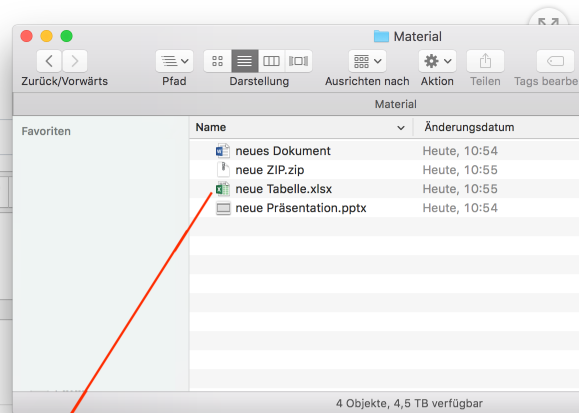 Material
Zurück/Vorwärts Pfad Darstellung Ausrichten nach Aktion Teilen Tags bearbe
Material
Favoriten
Name Änderungsdatum
neues Dokument Heute, 10:54
neue ZIP.zip Heute, 10:55
neue Tabelle.xlsx Heute, 10:55
neue Präsentation.pptx Heute, 10:54
4 Objekte, 4,5 TB verfügbar